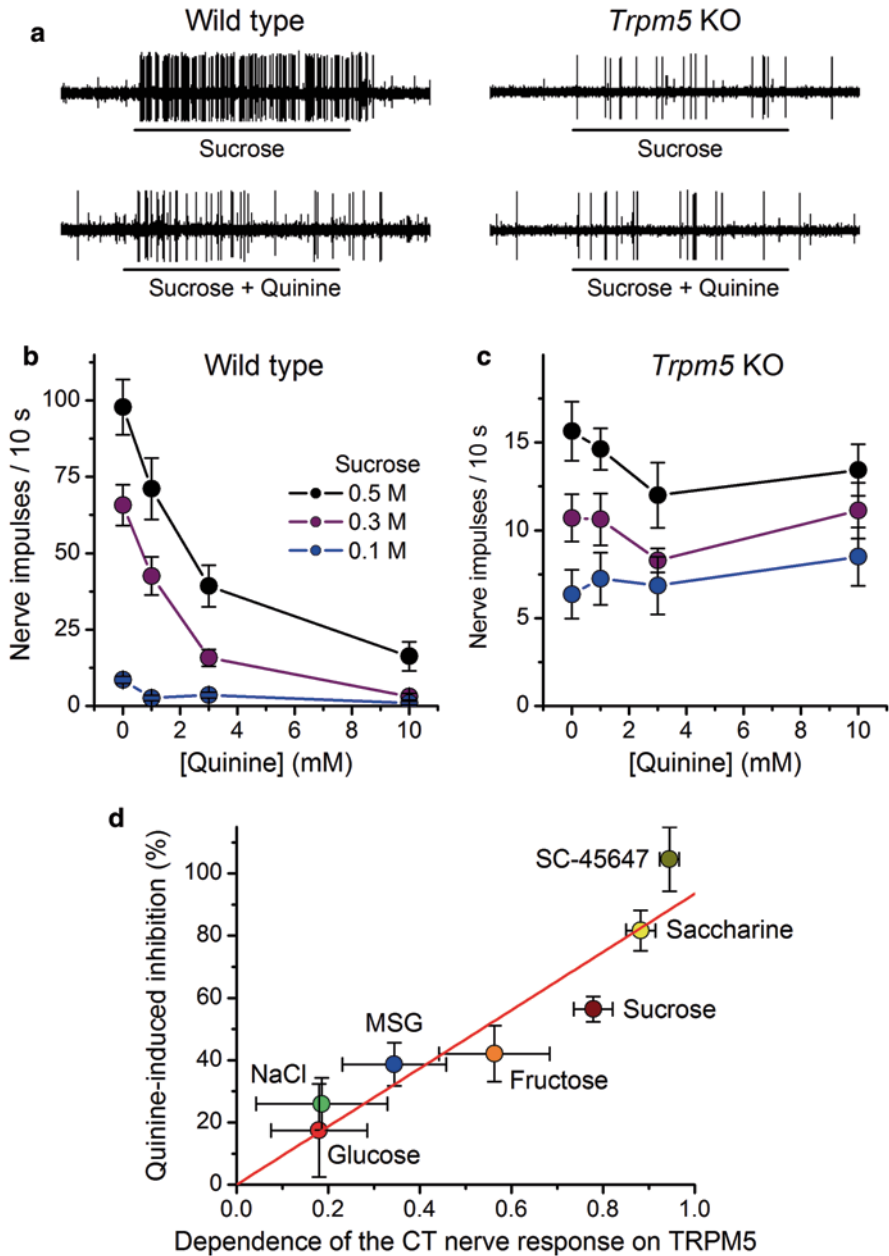 a
Wild type
Trpm5 KO
Sucrose
Sucrose
Sucrose + Quinine
Sucrose + Quinine
b
Wild type
Nerve impulses / 10 s
100
75
50
25
0
Sucrose
0.5 M
0.3 M
0.1 M
0 2 4 6 8 10
[Quinine] (mM)
c
Trpm5 KO
Nerve impulses / 10 s
15
10
5
0
0 2 4 6 8 10
[Quinine] (mM)
d
Quinine-induced inhibition (%)
100
80
60
40
20
0
SC-45647
Saccharine
Sucrose
MSG
Fructose
NaCl
Glucose
0.0 0.2 0.4 0.6 0.8 1.0
Dependence of the CT nerve response on TRPM5